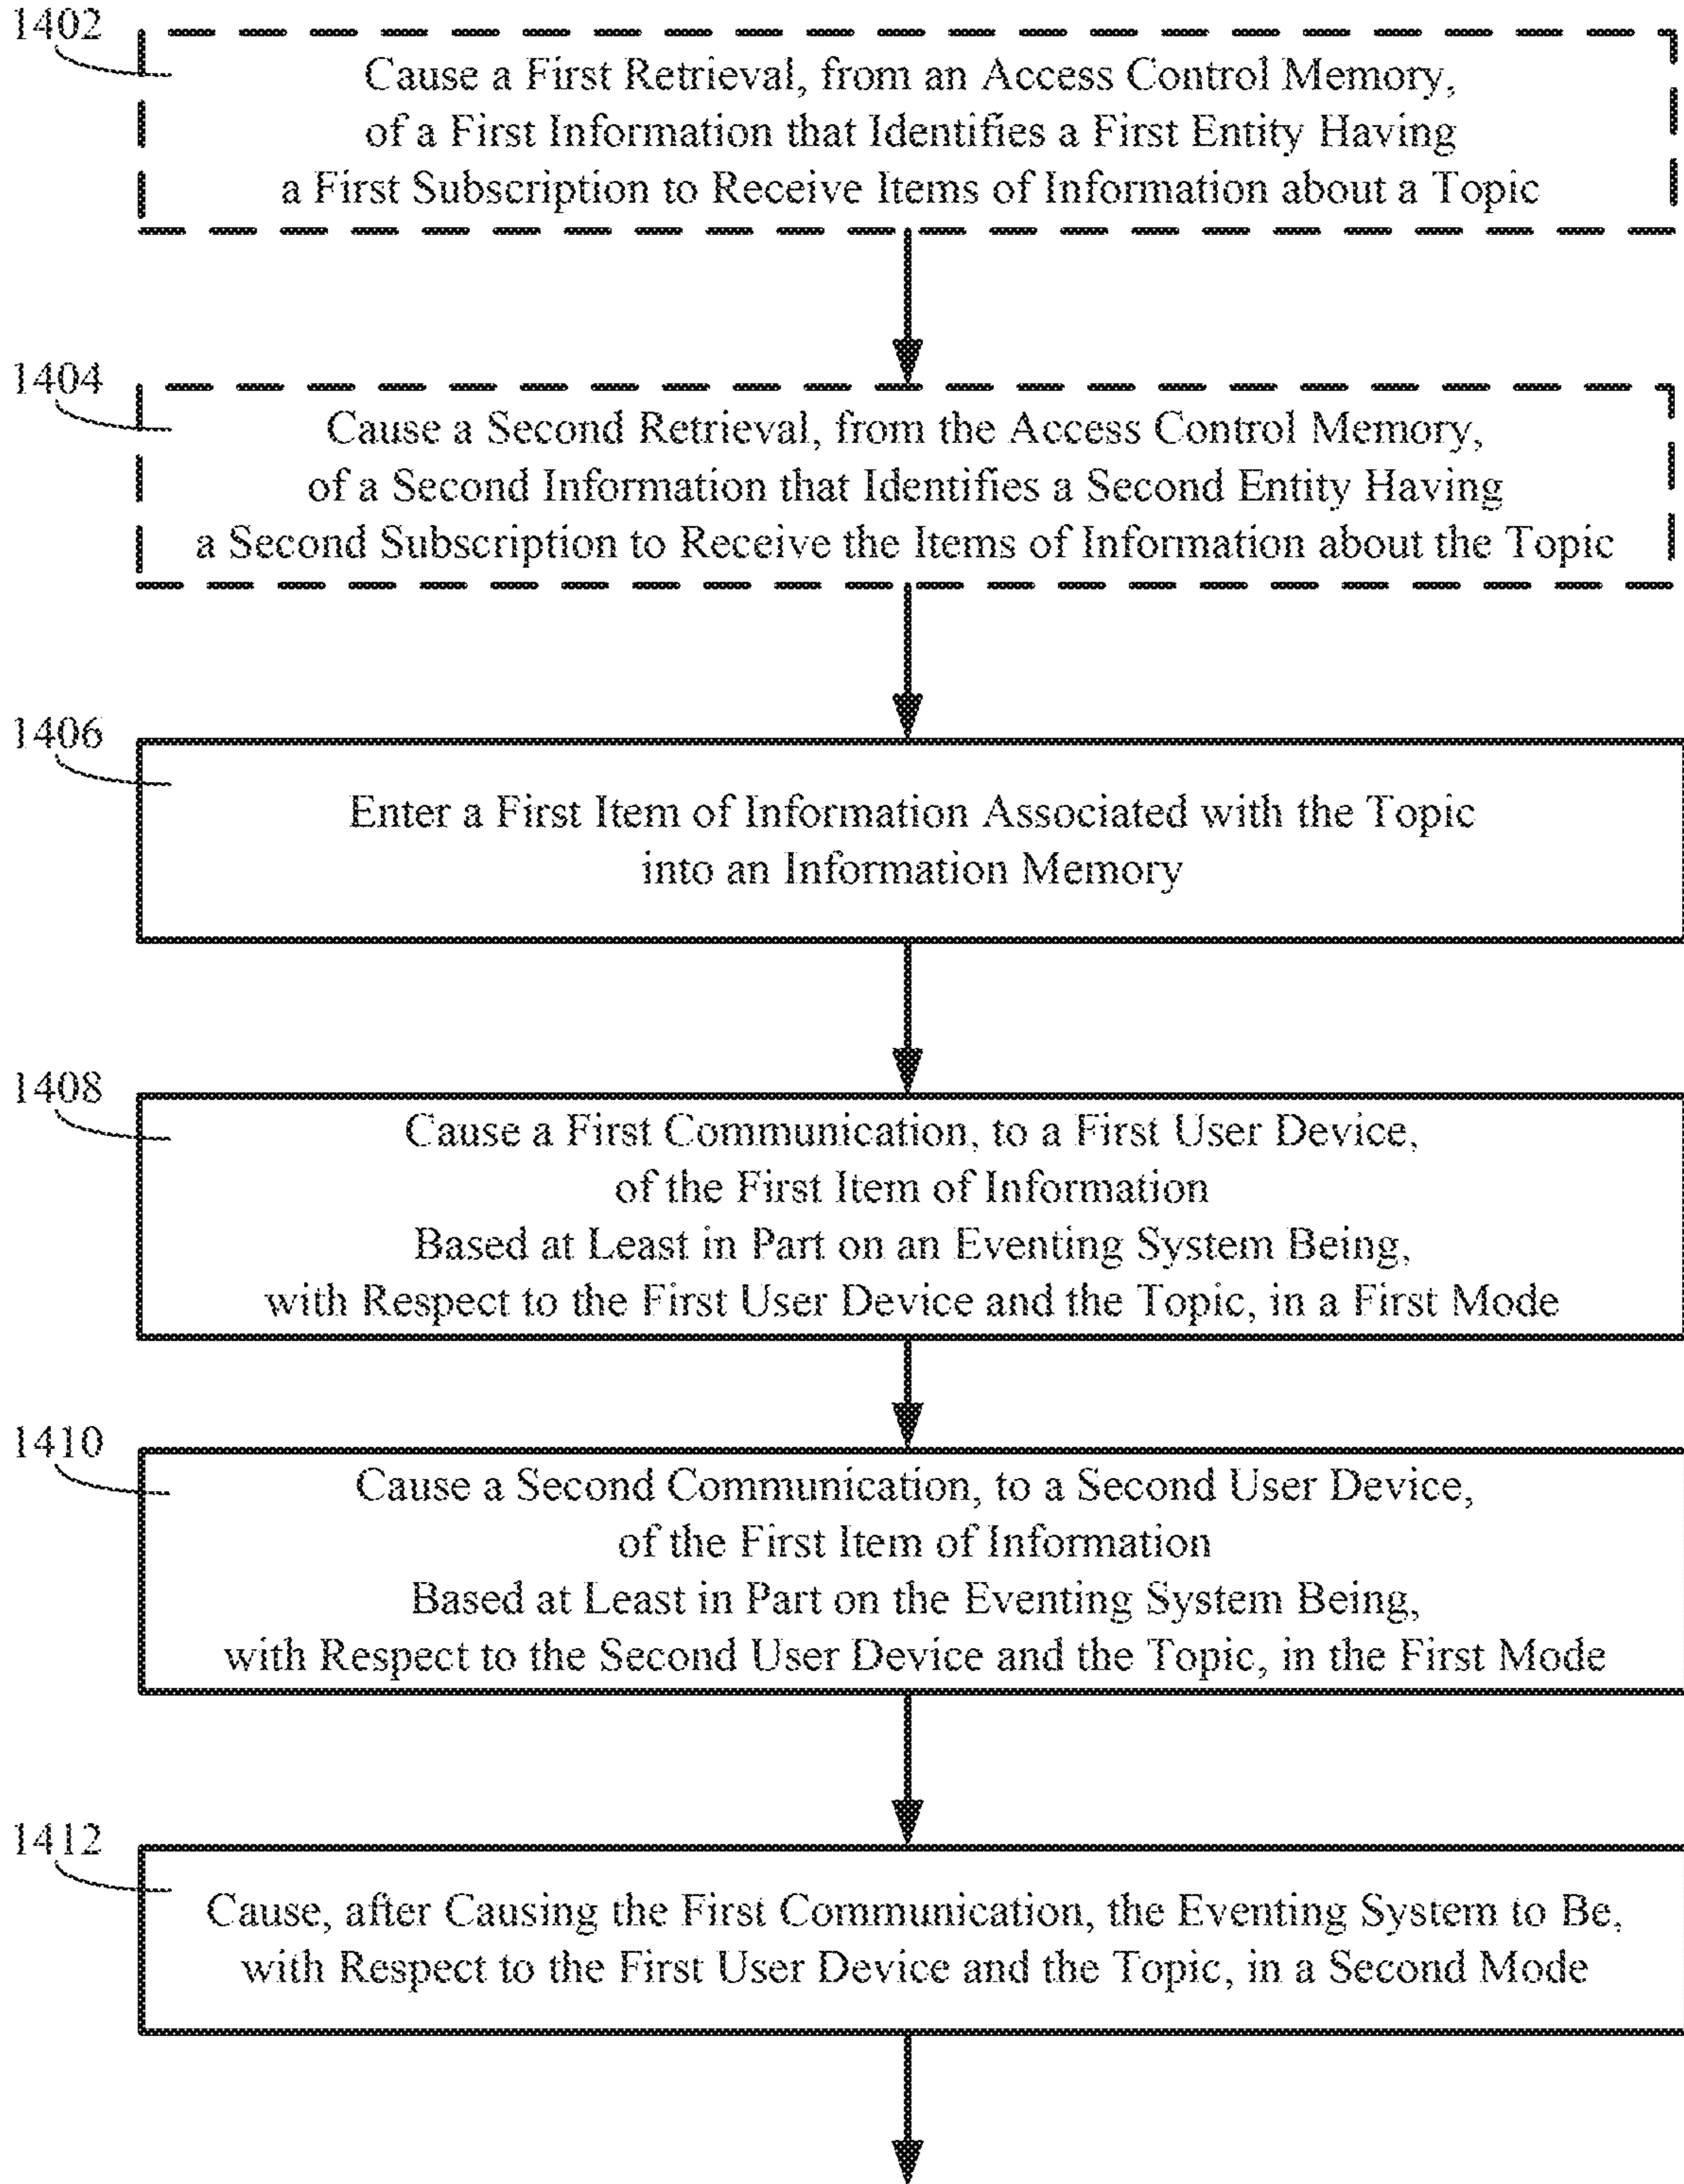 1402
Cause a First Retrieval, from an Access Control Memory,
of a First Information that Identifies a First Entity Having
a First Subscription to Receive Items of Information about a Topic
1404
Cause a Second Retrieval, from the Access Control Memory,
of a Second Information that Identifies a Second Entity Having
a Second Subscription to Receive the Items of Information about the Topic
1406
Enter a First Item of Information Associated with the Topic
into an Information Memory
1408
Cause a First Communication, to a First User Device,
of the First Item of Information
Based at Least in Part on an Eventing System Being,
with Respect to the First User Device and the Topic, in a First Mode
1410
Cause a Second Communication, to a Second User Device,
of the First Item of Information
Based at Least in Part on the Eventing System Being,
with Respect to the Second User Device and the Topic, in the First Mode
1412
Cause, after Causing the First Communication, the Eventing System to Be,
with Respect to the First User Device and the Topic, in a Second Mode